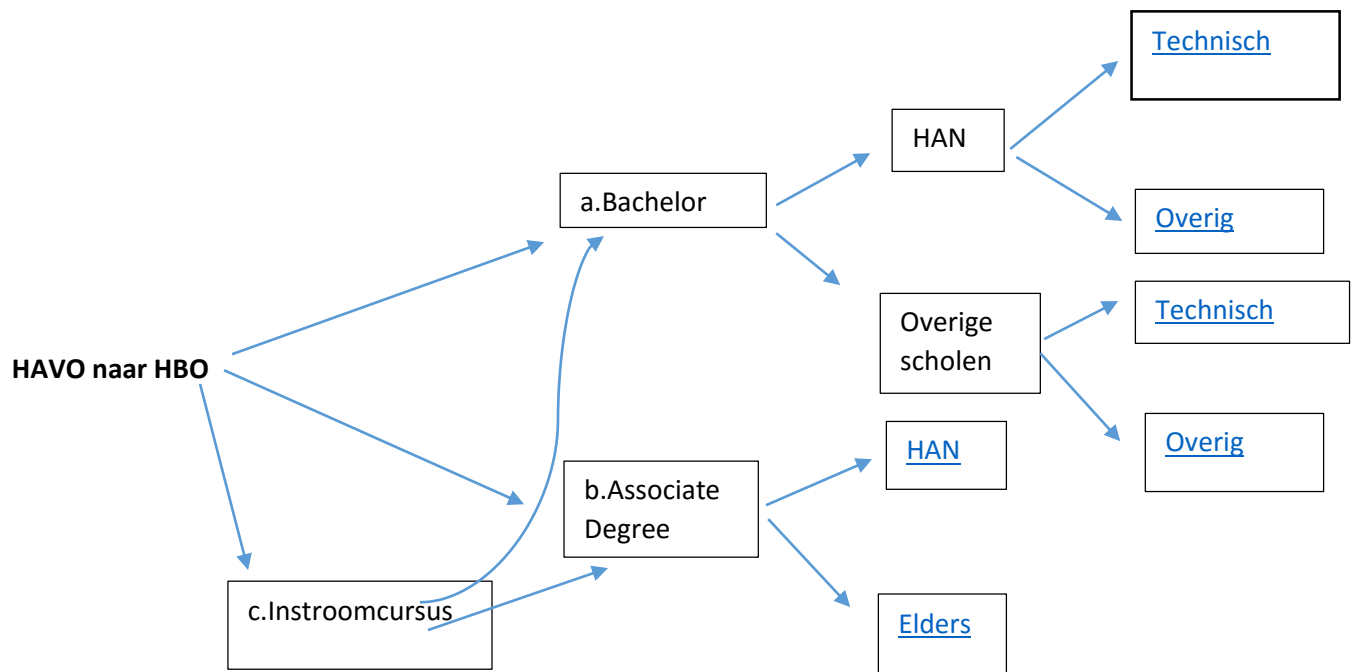 Technisch
HAN
a.Bachelor
Overig
Technisch
Overige
scholen
HAVO naar HBO
Overig
HAN
b.Associate
Degree
c.Instroomcursus
Elders